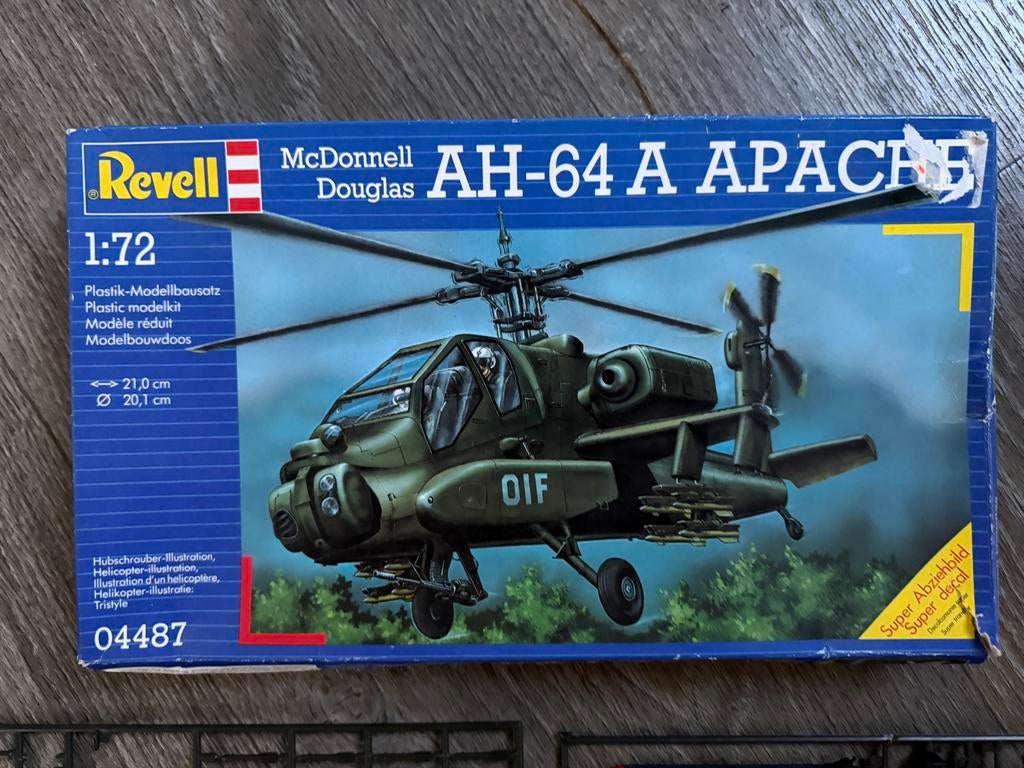 ® Revell
McDonnell
Douglas
AH-64 A APACHE
1:72
Plastik-Modellbausatz
Plastic modelkit
Modèle réduit
Modelbouwdoos
21,0 cm
Ø 20,1 cm
OIF
Hubschrauber-Illustration,
Helicopter-illustration,
Illustration d'un helicoptère,
Helikopter-illustratie:
Tristyle
04487
Super Abziehbild
Super decal
Super